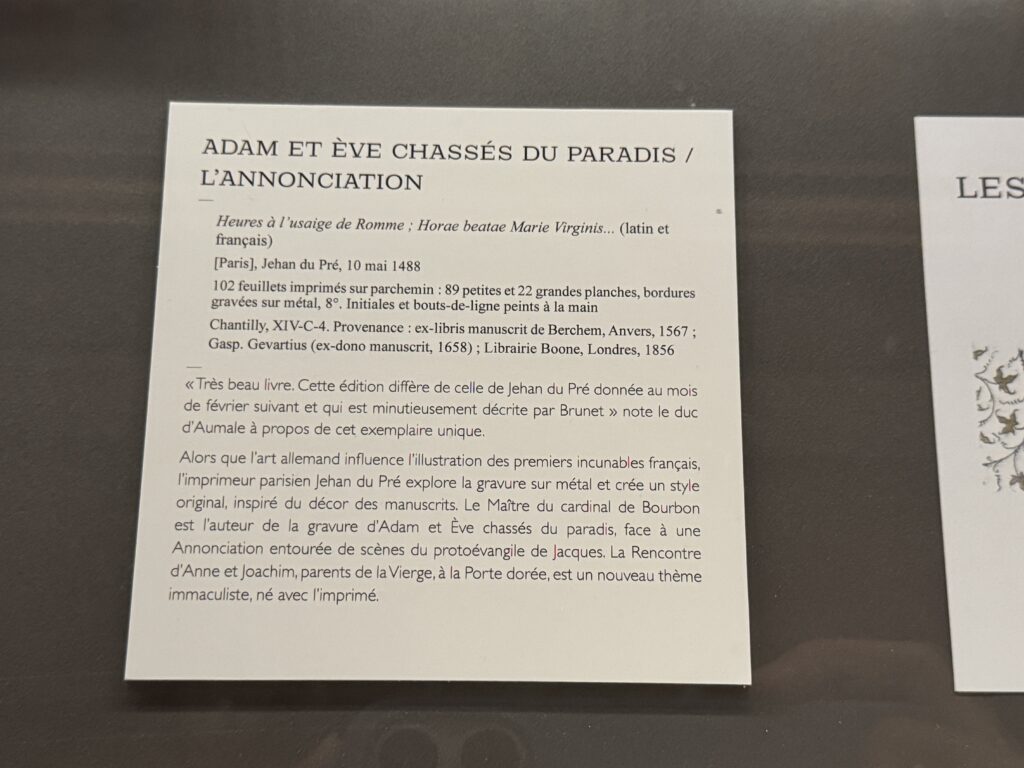 ADAM ET ÈVE CHASSÉS DU PARADIS /
L'ANNONCIATION
Heures à l'usaige de Romme ; Horae beatae Marie Virginis... (latin et
français)
[Paris], Jehan du Pré, 10 mai 1488
102 feuillets imprimés sur parchemin : 89 petites et 22 grandes planches, bordures
gravées sur métal, 8°. Initiales et bouts-de-ligne peints à la main
Chantilly, XIV-C-4. Provenance : ex-libris manuscrit de Berchem, Anvers, 1567 ;
Gasp. Gevartius (ex-dono manuscrit, 1658) ; Librairie Boone, Londres, 1856
« Très beau livre. Cette édition diffère de celle de Jehan du Pré donnée au mois
de février suivant et qui est minutieusement décrite par Brunet » note le duc
d'Aumale à propos de cet exemplaire unique.
Alors que l'art allemand influence l'illustration des premiers incunables français,
l'imprimeur parisien Jehan du Pré explore la gravure sur métal et crée un style
original, inspiré du décor des manuscrits. Le Maître du cardinal de Bourbon
est l'auteur de la gravure d'Adam et Ève chassés du paradis, face à une
Annonciation entourée de scènes du protoévangile de Jacques. La Rencontre
d'Anne et Joachim, parents de la Vierge, à la Porte dorée, est un nouveau thème
immaculiste, né avec l'imprimé.
LES